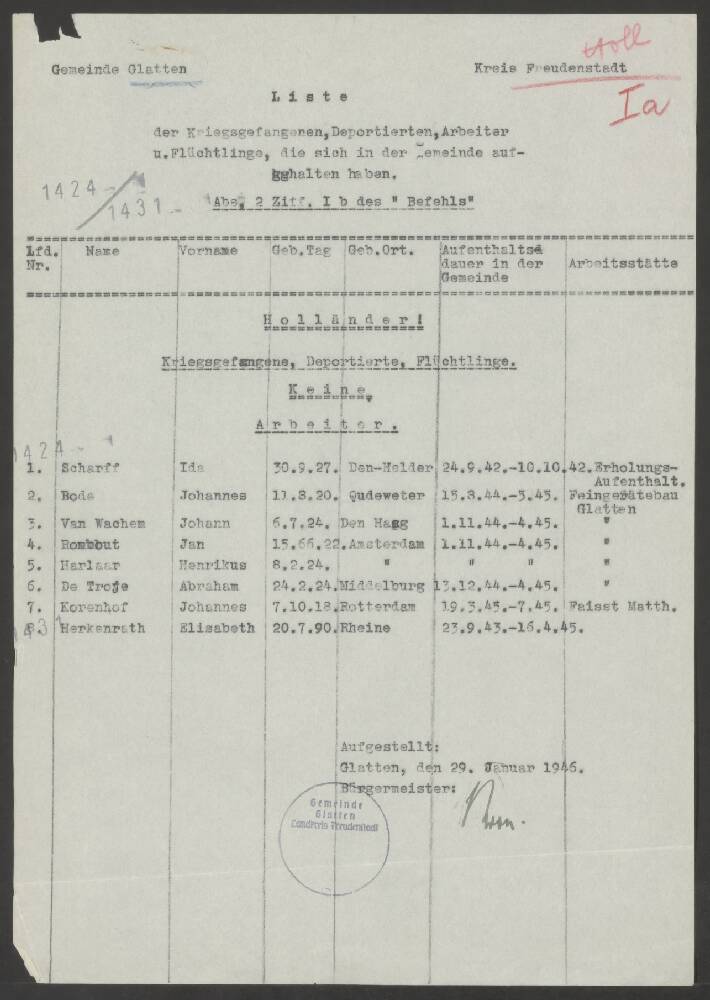 Holl
Gemeinde Glatten
Kreis Freudenstadt
Ia
Liste
der Kriegsgefangenen, Deportierten, Arbeiter
u. Flüchtlinge, die sich in der Gemeinde auf-
gehalten haben.
1424 -
1431 -
Abs. 2 Ziff. I b des " Befehls"
Lfd. Nr. Name Vorname Geb.Tag Geb.Ort. Aufenthalts dauer in der Gemeinde Arbeitsstätte
Holländer!
Kriegsgefangene, Deportierte, Flüchtlinge.
Keine.
Arbeiter.
1424 -
1. Scharff Ida 30.9.27. Den-Helder 24.9.42.-10.10.42. Erholungs-
Aufenthalt.
2. Bode Johannes 11.8.20. Qudeweter 15.8.44.-3.45. Feingerätebau
Glatten
3. Van Wachem Johann 6.7.24. Den Haag 1.11.44.-4.45. "
4. Rombout Jan 15.66.22. Amsterdam 1.11.44.-4.45. "
5. Harlaar Henrikus 8.2.24. " " " "
6. De Troje Abraham 24.2.24. Middelburg 13.12.44.-4.45. "
7. Korenhof Johannes 7.10.18. Rotterdam 19.3.45.-7.45. Faisst Matth.
8. Herkenrath Elisabeth 20.7.90. Rheine 23.9.43.-16.4.45.
Aufgestellt:
Glatten, den 29. Januar 1946.
Bürgermeister:
Gemeinde
Glatten
Landkreis Freudenstadt